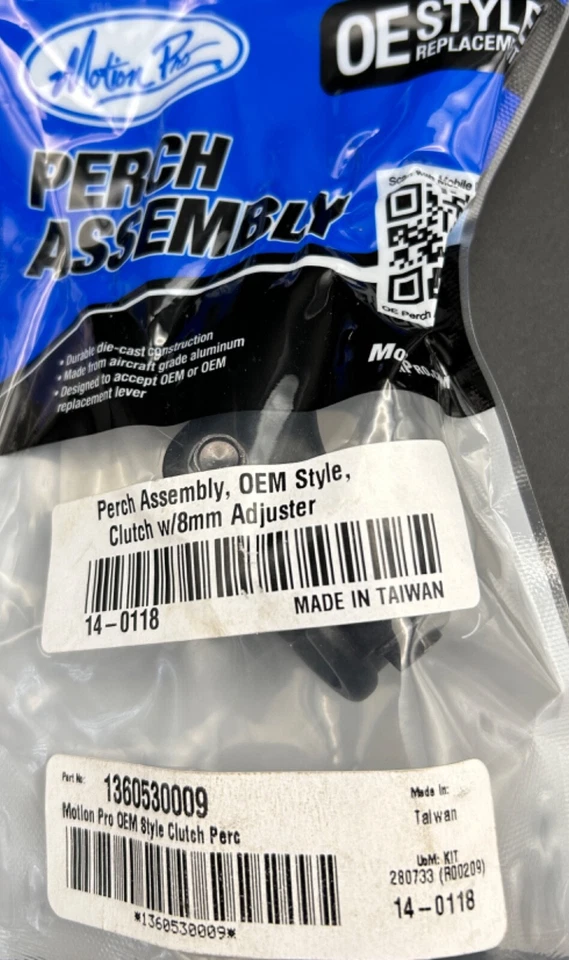 Motion Pro
OE STYLE
REPLACEM
PERCH
ASSEMBLY
Mobile
OE Perch
• Durable die-cast construction
• Made from aircraft grade aluminum
• Designed to accept OEM or OEM
replacement lever
Perch Assembly, OEM Style,
Clutch w/8mm Adjuster
14-0118
MADE IN TAIWAN
Part No: 1360530009
Motion Pro OEM Style Clutch Perc
*1360530009*
Made In:
Taiwan
UoM: KIT
280733 (R00209)
14-0118